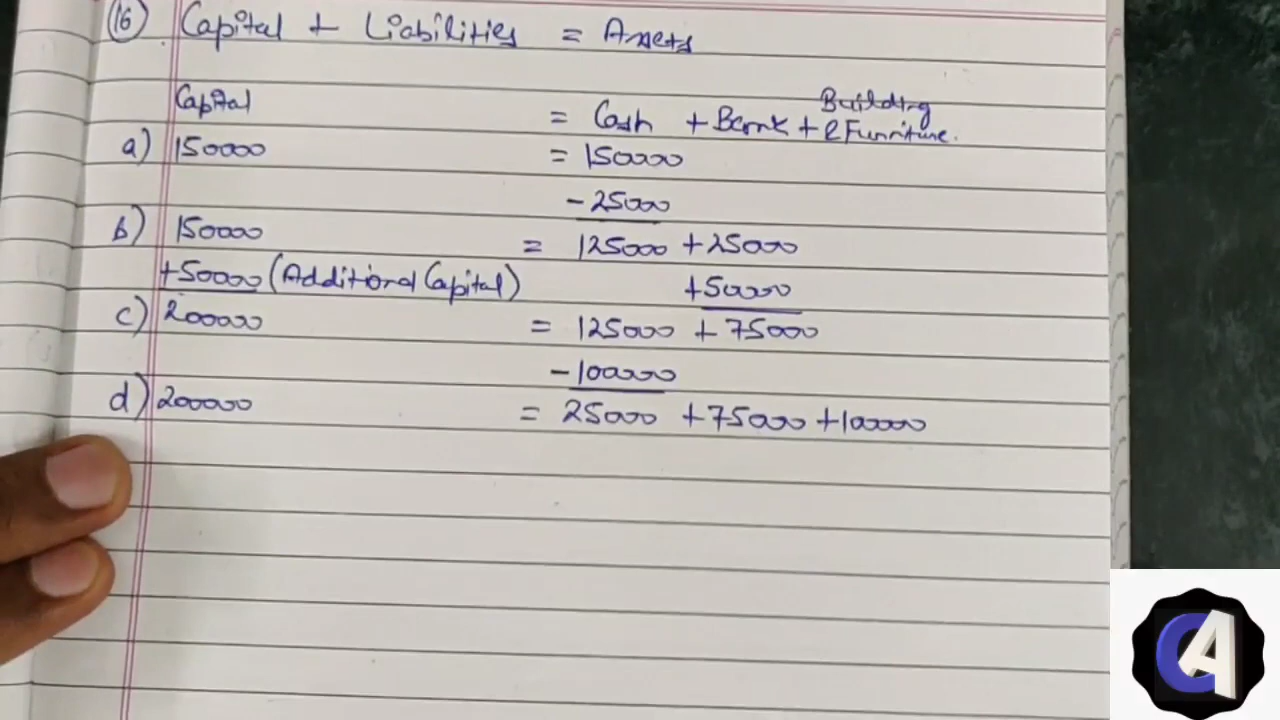 16 Capital + Liabilities = Assets
Capital = Cash + Bank + Building & Furniture.
a) 150000 = 150000
- 25000
b) 150000 = 125000 + 25000
+50000 (Additional Capital) +50000
c) 200000 = 125000 + 75000
- 100000
d) 200000 = 25000 + 75000 + 100000
CA